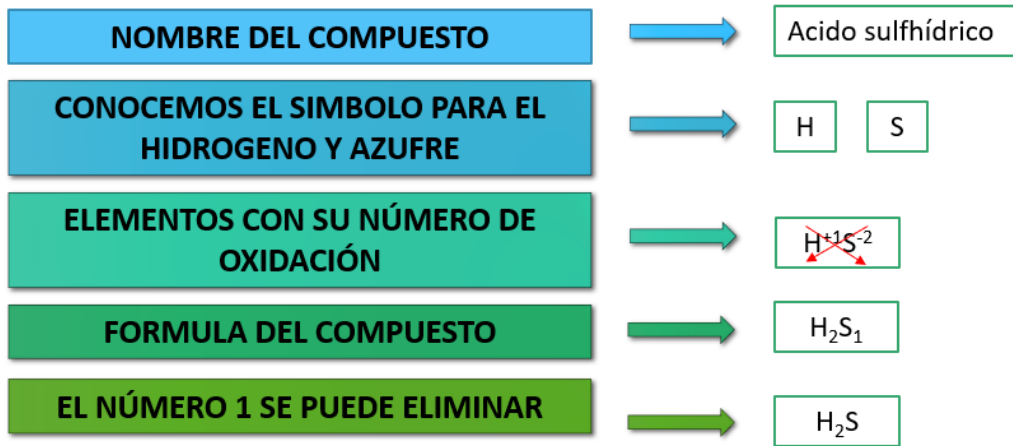 NOMBRE DEL COMPUESTO
Acido sulfhídrico
CONOCEMOS EL SIMBOLO PARA EL
HIDROGENO Y AZUFRE
H
S
ELEMENTOS CON SU NÚMERO DE
OXIDACIÓN
H⁺¹S⁻²
FORMULA DEL COMPUESTO
H₂S₁
EL NÚMERO 1 SE PUEDE ELIMINAR
H₂S